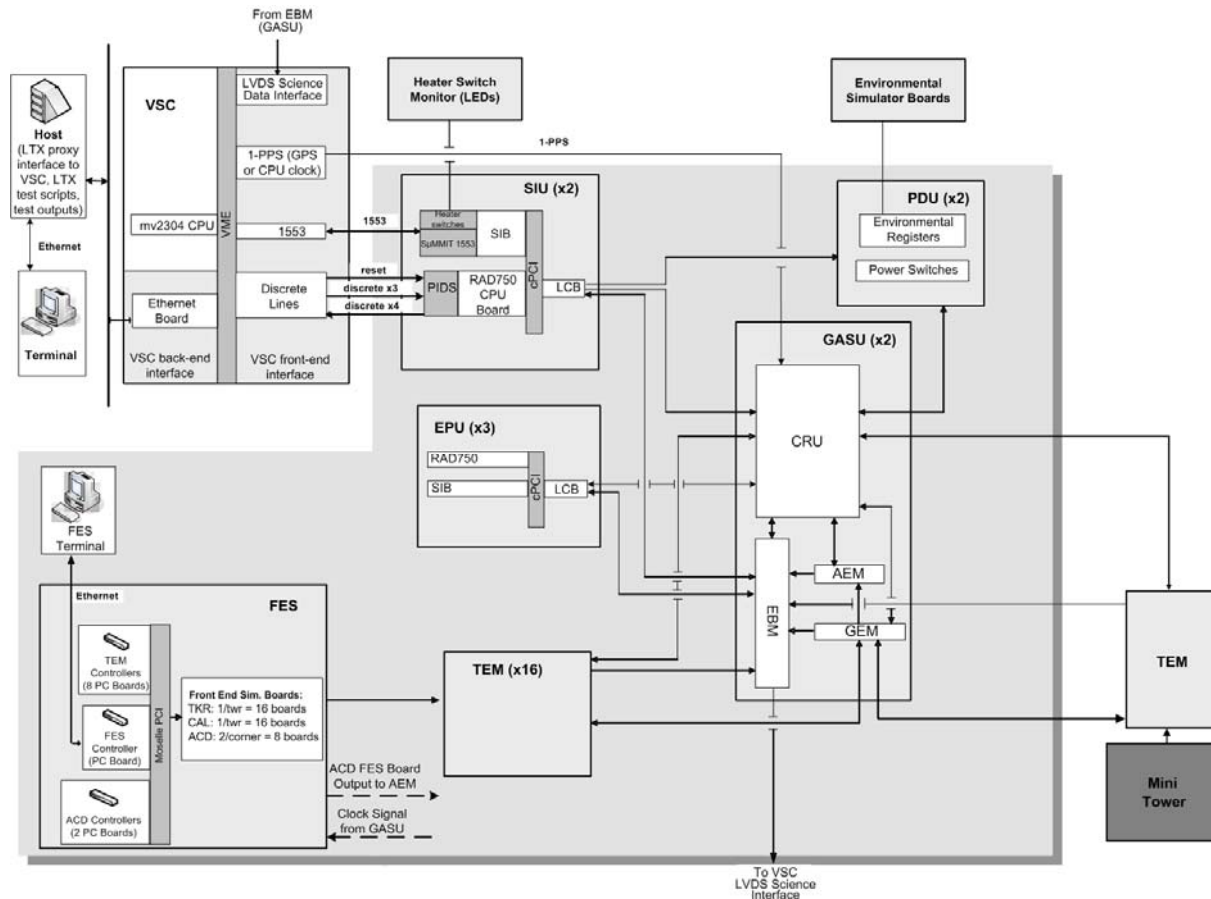 From EBM
(GASU)
Host
(LTX proxy
interface to
VSC, LTX
test scripts,
test outputs)
Ethernet
Terminal
VSC
LVDS Science
Data Interface
1-PPS (GPS
or CPU clock)
mv2304 CPU
VME
1553
Ethernet
Board
Discrete
Lines
VSC back-end
interface
VSC front-end
interface
Heater Switch
Monitor (LEDs)
Environmental
Simulator Boards
1-PPS
1553
reset
discrete x3
discrete x4
SIU (x2)
Heater
switches
SpMMIT 1553
SIB
PIDS
RAD750
CPU
Board
cPCI
LCB
PDU (x2)
Environmental
Registers
Power Switches
GASU (x2)
CRU
EBM
AEM
GEM
EPU (x3)
RAD750
SIB
cPCI
LCB
FES
Terminal
Ethernet
FES
TEM
Controllers
(8 PC Boards)
FES
Controller
(PC Board)
ACD Controllers
(2 PC Boards)
Moselle PCI
Front End Sim. Boards:
TKR: 1/twr = 16 boards
CAL: 1/twr = 16 boards
ACD: 2/corner = 8 boards
ACD FES Board
Output to AEM
Clock Signal
from GASU
TEM (x16)
TEM
Mini
Tower
To VSC
LVDS Science
Interface